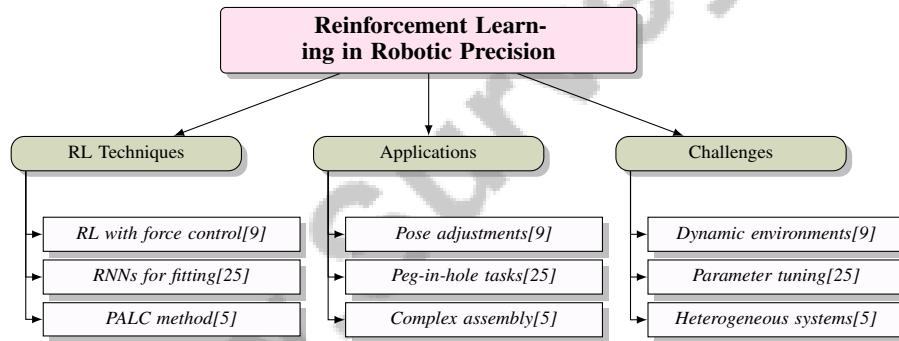 Reinforcement Learn-
ing in Robotic Precision
RL Techniques
Applications
Challenges
RL with force control[9]
Pose adjustments[9]
Dynamic environments[9]
RNNs for fitting[25]
Peg-in-hole tasks[25]
Parameter tuning[25]
PALC method[5]
Complex assembly[5]
Heterogeneous systems[5]